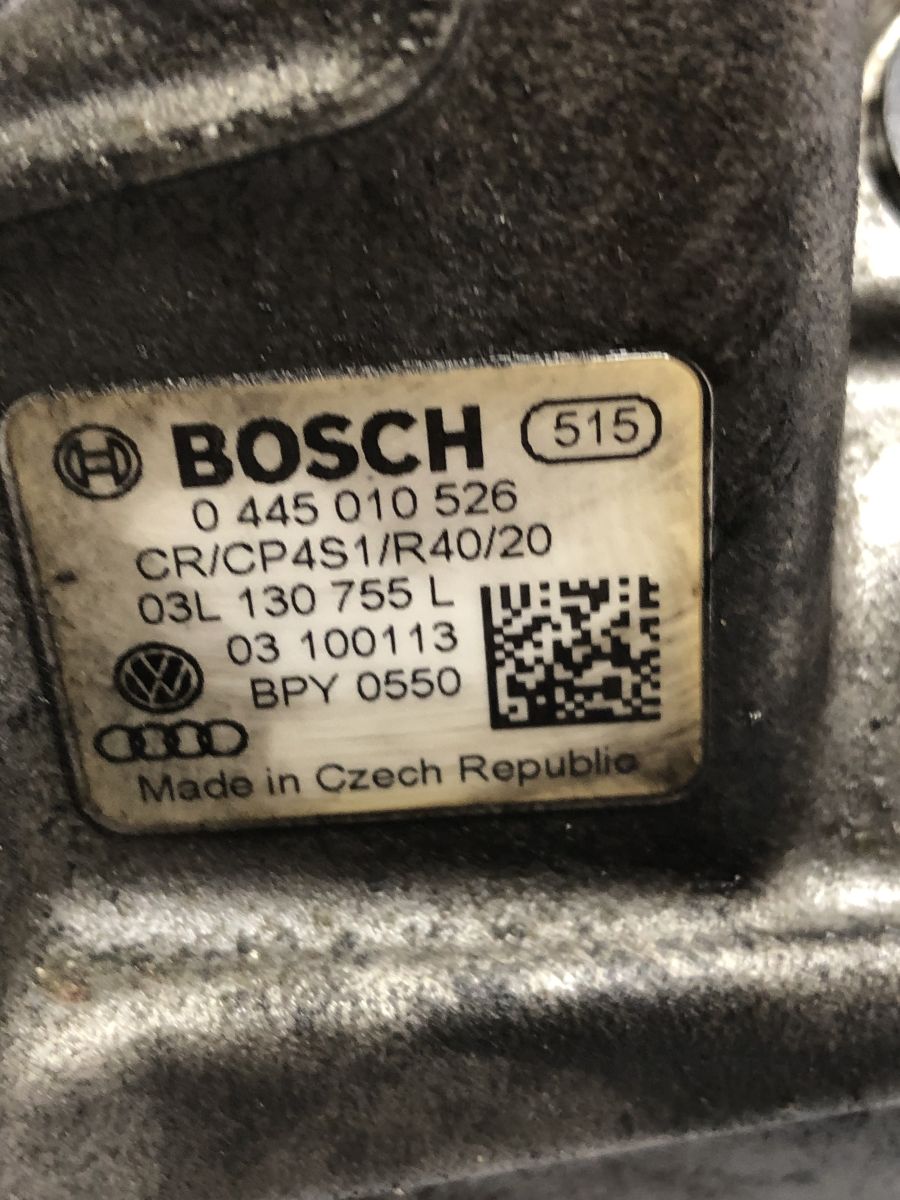 BOSCH 515
0 445 010 526
CR/CP4S1/R40/20
03L 130 755 L
03 100113
BPY 0550
Made in Czech Republic